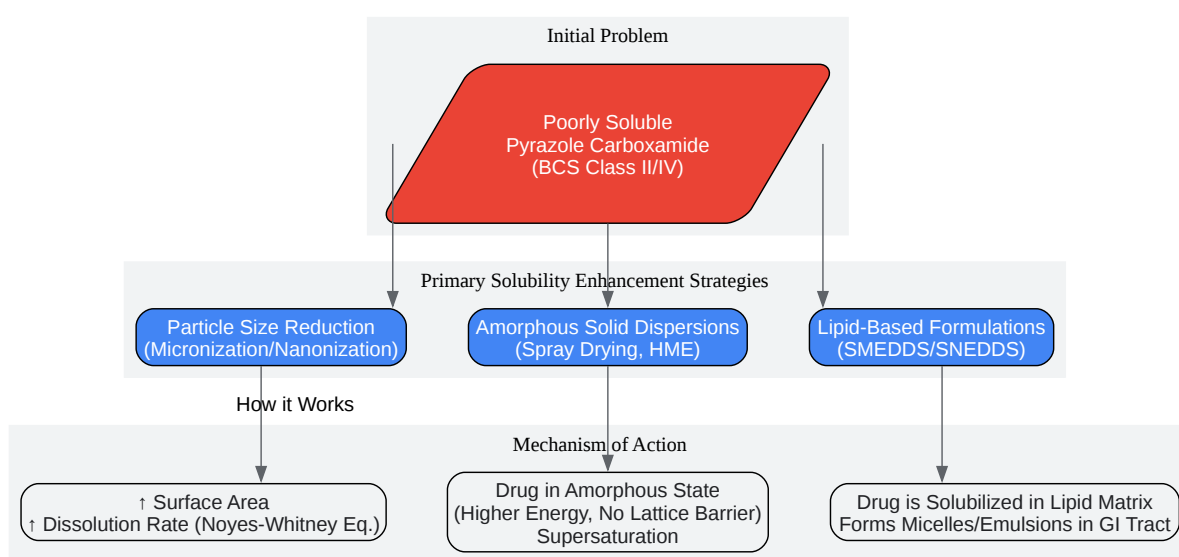 Initial Problem
Poorly Soluble
Pyrazole Carboxamide
(BCS Class II/IV)
Primary Solubility Enhancement Strategies
Particle Size Reduction
(Micronization/Nanonization)
Amorphous Solid Dispersions
(Spray Drying, HME)
Lipid-Based Formulations
(SMEDDS/SNEDDS)
How it Works
Mechanism of Action
↑ Surface Area
↑ Dissolution Rate (Noyes-Whitney Eq.)
Drug in Amorphous State
(Higher Energy, No Lattice Barrier)
Supersaturation
Drug is Solubilized in Lipid Matrix
Forms Micelles/Emulsions in GI Tract